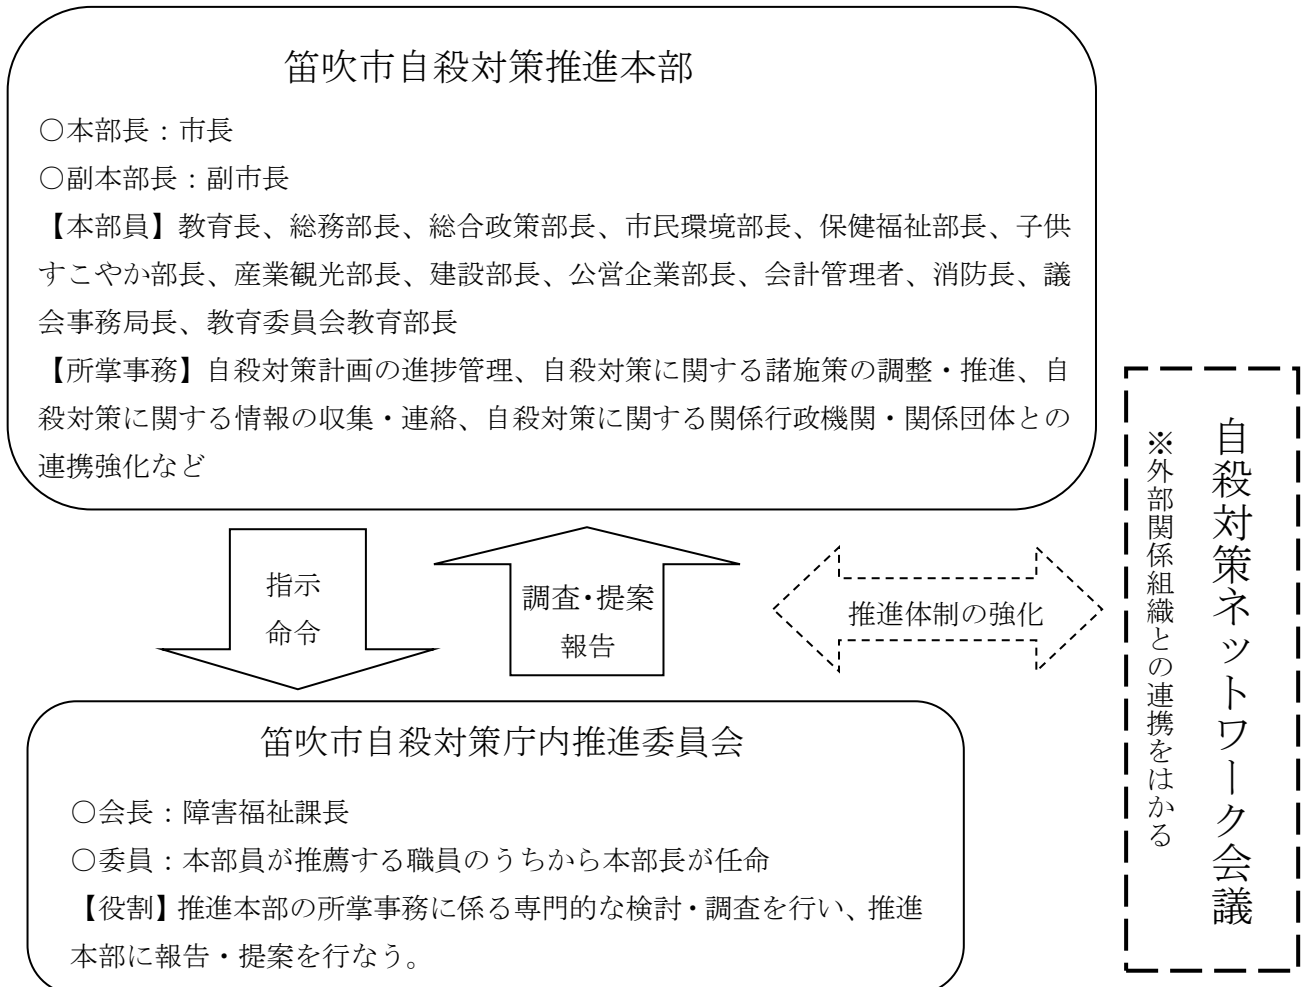 笛吹市自殺対策推進本部
○本部長：市長
○副本部長：副市長
【本部員】教育長、総務部長、総合政策部長、市民環境部長、保健福祉部長、子供
すこやか部長、産業観光部長、建設部長、公営企業部長、会計管理者、消防長、議
会事務局長、教育委員会教育部長
【所掌事務】自殺対策計画の進捗管理、自殺対策に関する諸施策の調整・推進、自
殺対策に関する情報の収集・連絡、自殺対策に関する関係行政機関・関係団体との
連携強化など
指示
命令
調査・提案
報告
推進体制の強化
自殺対策ネットワーク会議
※外部関係組織との連携をはかる
笛吹市自殺対策庁内推進委員会
○会長：障害福祉課長
○委員：本部員が推薦する職員のうちから本部長が任命
【役割】推進本部の所掌事務に係る専門的な検討・調査を行い、推進
本部に報告・提案を行なう。